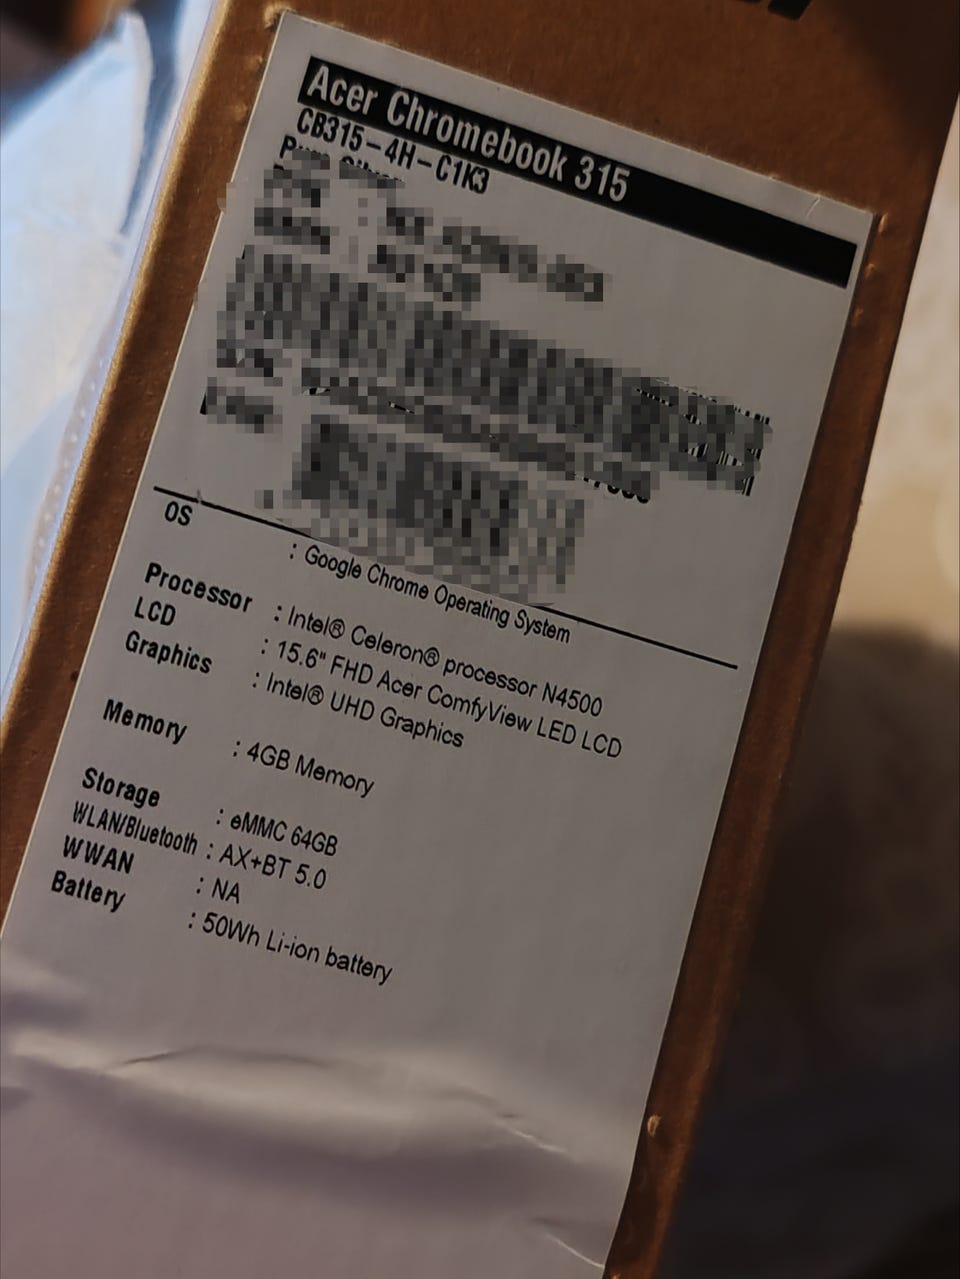 Acer Chromebook 315
CB315-4H-C1K3
OS : Google Chrome Operating System
Processor : Intel® Celeron® processor N4500
LCD : 15.6" FHD Acer ComfyView LED LCD
Graphics : Intel® UHD Graphics
Memory : 4GB Memory
Storage : eMMC 64GB
WLAN/Bluetooth : AX+BT 5.0
WWAN : NA
Battery : 50Wh Li-ion battery